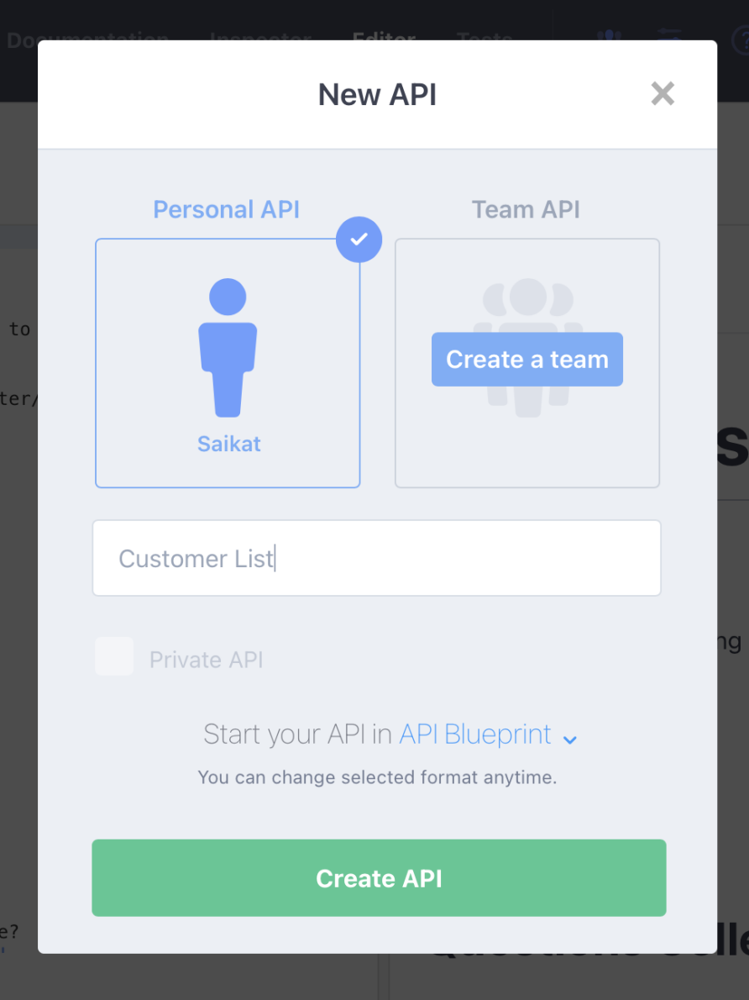 Documentation Inspector Editor Tests
New API
Personal API
Team API
to
ter/
Create a team
Saikat
s
Customer List
ng
Private API
Start your API in API Blueprint
You can change selected format anytime.
Create API
e?
Questions Colle